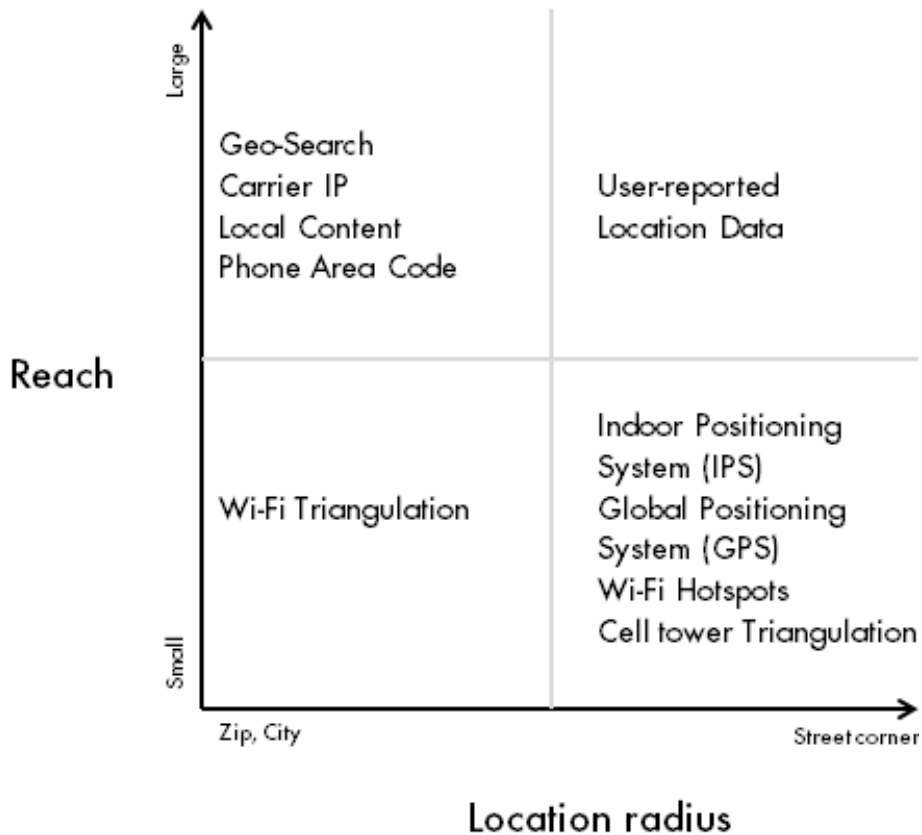 Large
Geo-Search
Carrier IP
Local Content
Phone Area Code
User-reported
Location Data
Reach
Indoor Positioning
System (IPS)
Wi-Fi Triangulation
Global Positioning
System (GPS)
Wi-Fi Hotspots
Cell tower Triangulation
Small
Zip, City
Street corner
Location radius